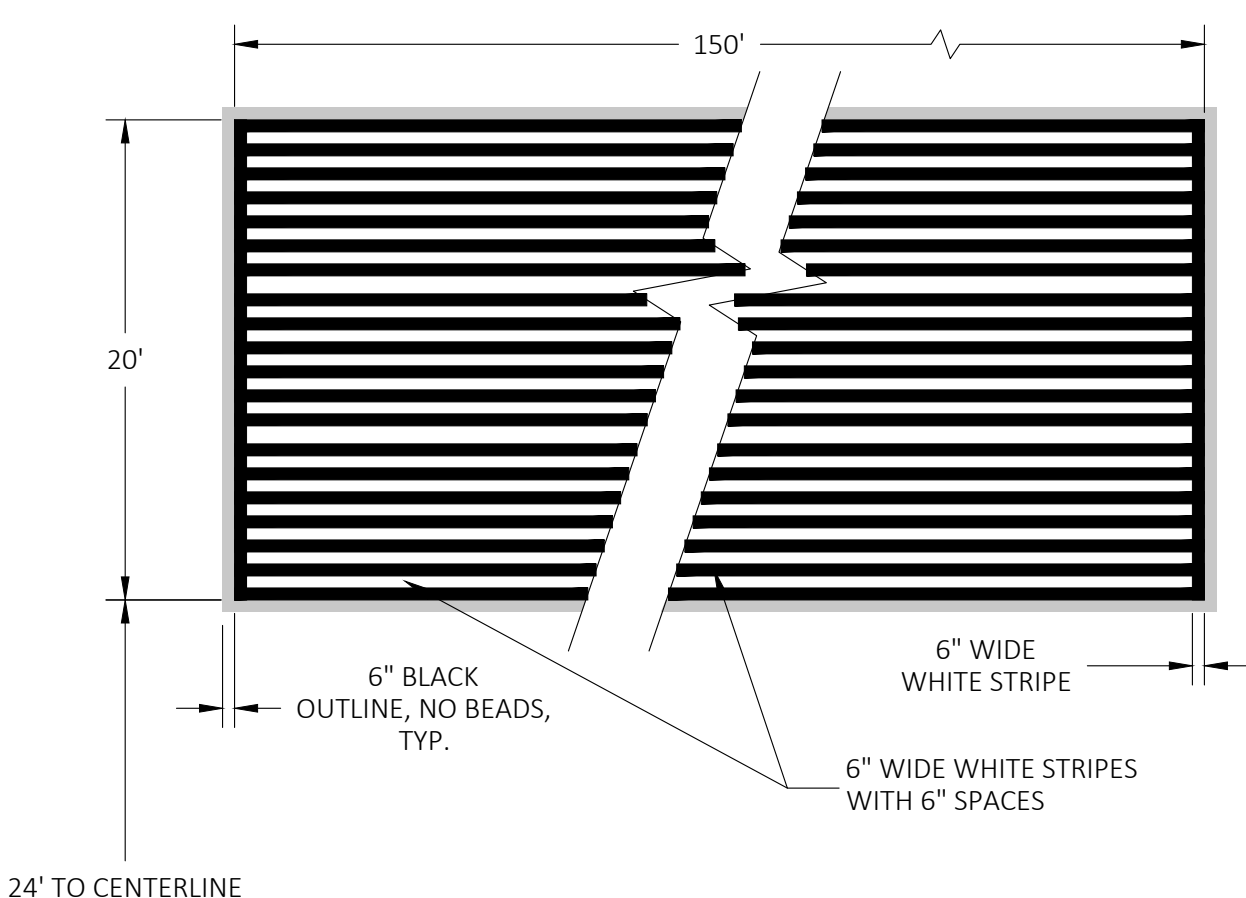 150'
20'
6" WIDE
WHITE STRIPE
6" BLACK
OUTLINE, NO BEADS,
TYP.
6" WIDE WHITE STRIPES
WITH 6" SPACES
24' TO CENTERLINE